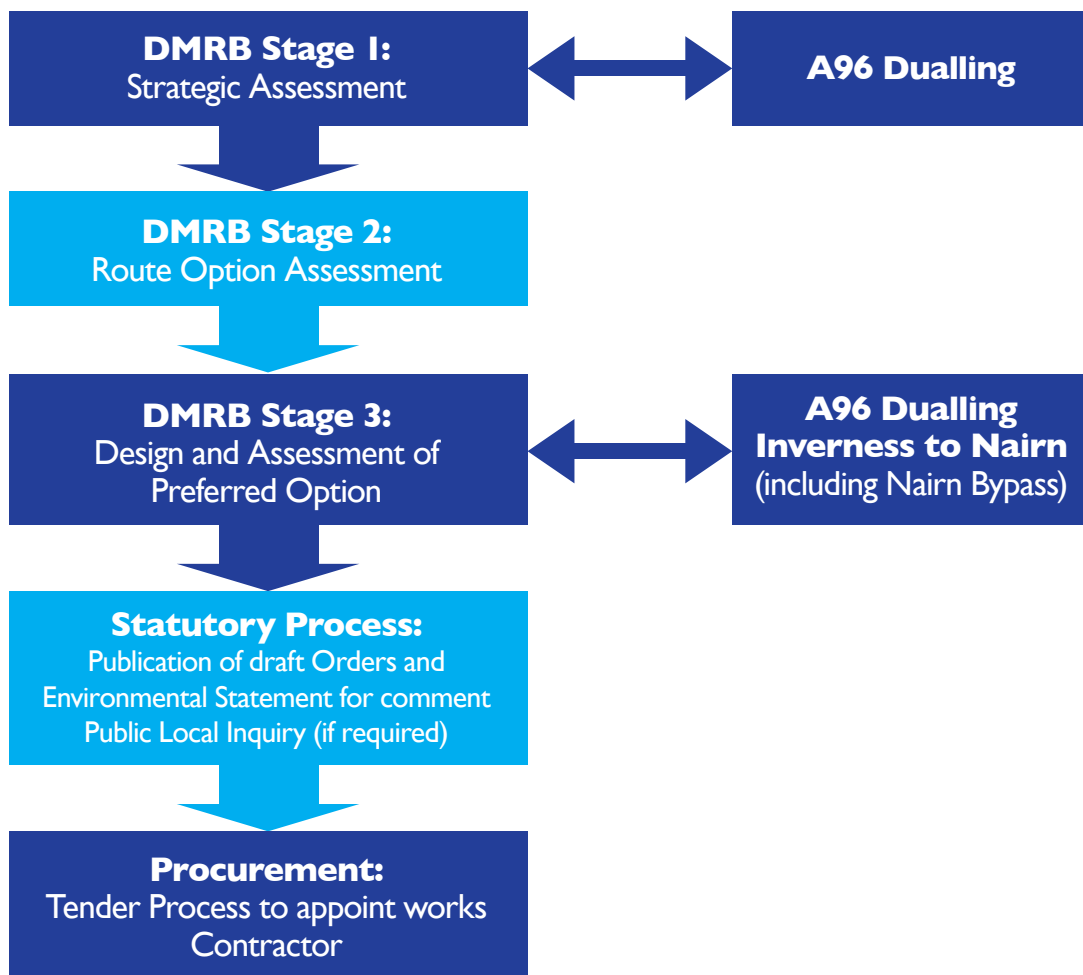 DMRB Stage 1:
Strategic Assessment
A96 Dualling
DMRB Stage 2:
Route Option Assessment
DMRB Stage 3:
Design and Assessment of
Preferred Option
A96 Dualling
Inverness to Nairn
(including Nairn Bypass)
Statutory Process:
Publication of draft Orders and
Environmental Statement for comment
Public Local Inquiry (if required)
Procurement:
Tender Process to appoint works
Contractor